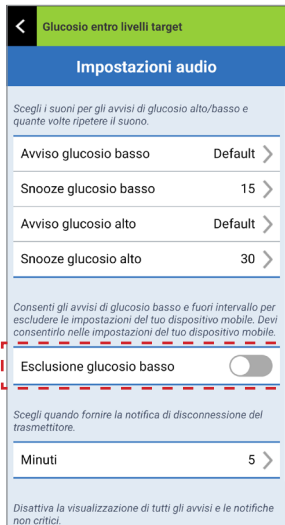 Glucosio entro livelli target
Impostazioni audio
Scegli i suoni per gli avvisi di glucosio alto/basso e
quante volte ripetere il suono.
Avviso glucosio basso Default
Snooze glucosio basso 15
Avviso glucosio alto Default
Snooze glucosio alto 30
Consenti gli avvisi di glucosio basso e fuori intervallo per
escludere le impostazioni del tuo dispositivo mobile. Devi
consentirlo nelle impostazioni del tuo dispositivo mobile.
Esclusione glucosio basso
Scegli quando fornire la notifica di disconnessione del
trasmettitore.
Minuti 5
Disattiva la visualizzazione di tutti gli avvisi e le notifiche
non critici.